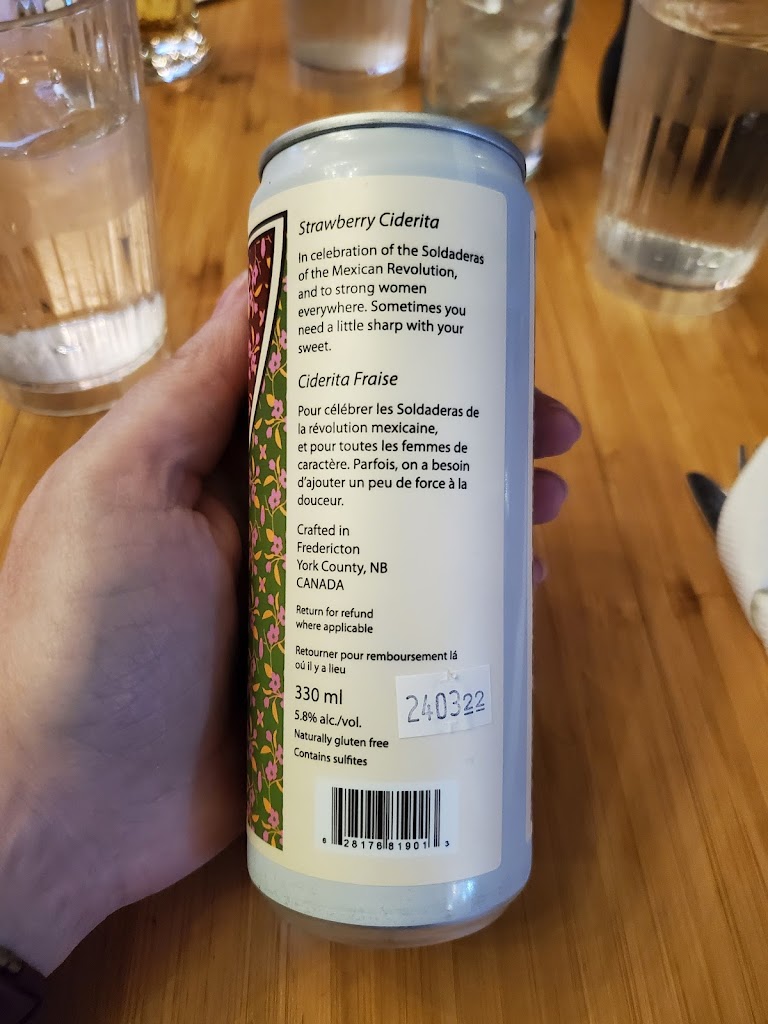 Strawberry Ciderita
In celebration of the Soldaderas
of the Mexican Revolution,
and to strong women
everywhere. Sometimes you
need a little sharp with your
sweet.
Ciderita Fraise
Pour célébrer les Soldaderas de
la révolution mexicaine,
et pour toutes les femmes de
caractère. Parfois, on a besoin
d'ajouter un peu de force à la
douceur.
Crafted in
Fredericton
York County, NB
CANADA
Return for refund
where applicable
Retourner pour remboursement lá
oú il y a lieu
330 ml
5.8% alc./vol.
Naturally gluten free
Contains sulfites
240322
6 28176 81901 3